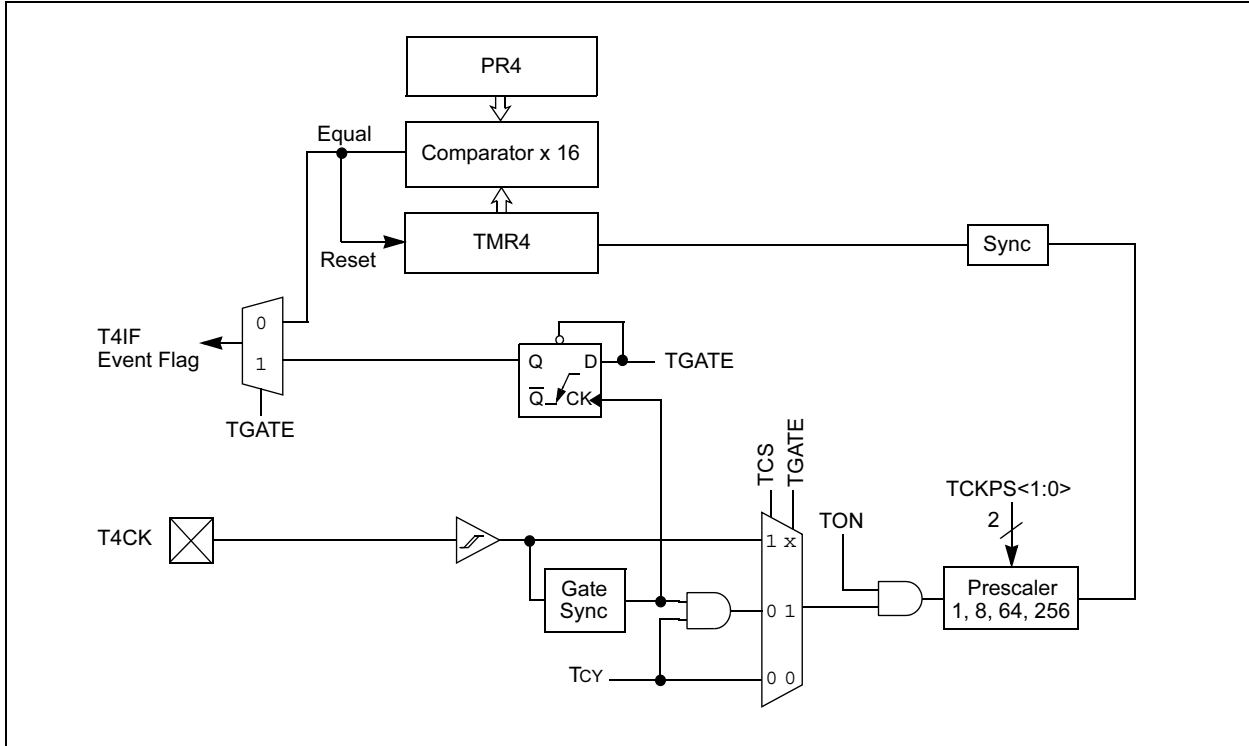 PR4
Equal
Comparator x 16
TMR4
Reset
Sync
T4IF
Event Flag
0
1
TGATE
Q
D
Q̅
CK
TGATE
TCS
TGATE
T4CK
1 x
0 1
0 0
Gate
Sync
TCY
TON
TCKPS<1:0>
2
Prescaler
1, 8, 64, 256